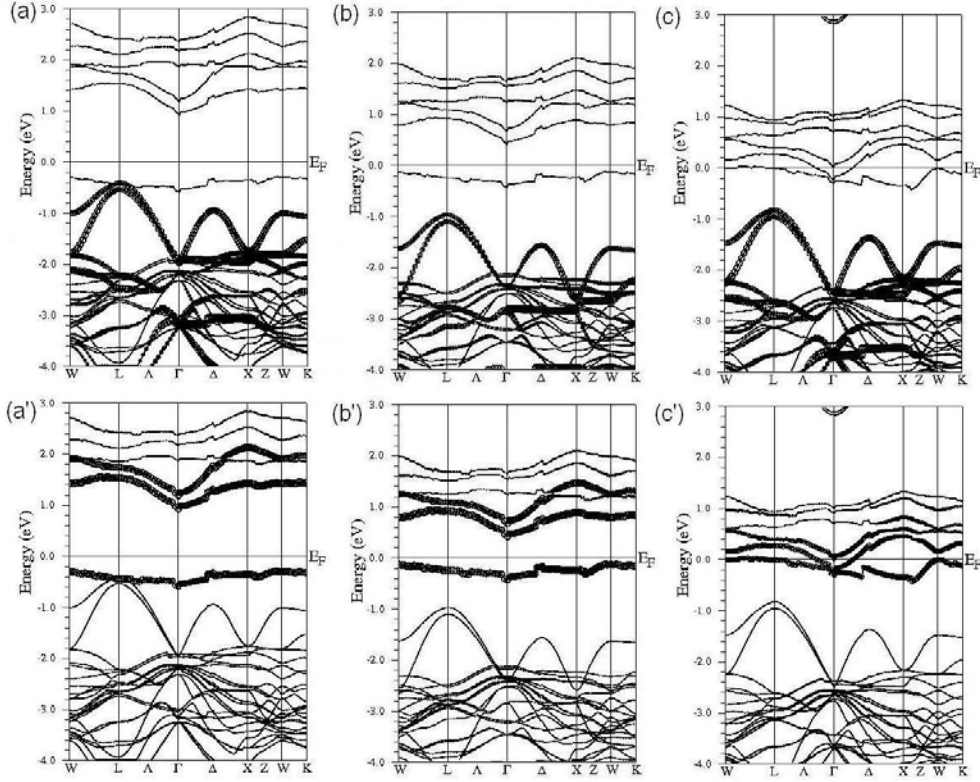 (a)
3.0
2.0
1.0
0.0
-1.0
-2.0
-3.0
-4.0
Energy (eV)
E_F
W L Λ Γ Δ X Z W K
(b)
3.0
2.0
1.0
0.0
-1.0
-2.0
-3.0
-4.0
Energy (eV)
E_F
W L Λ Γ Δ X Z W K
(c)
3.0
2.0
1.0
0.0
-1.0
-2.0
-3.0
-4.0
Energy (eV)
E_F
W L Λ Γ Δ X Z W K
(a')
3.0
2.0
1.0
0.0
-1.0
-2.0
-3.0
-4.0
Energy (eV)
E_F
W L Λ Γ Δ X Z W K
(b')
3.0
2.0
1.0
0.0
-1.0
-2.0
-3.0
-4.0
Energy (eV)
E_F
W L Λ Γ Δ X Z W K
(c')
3.0
2.0
1.0
0.0
-1.0
-2.0
-3.0
-4.0
Energy (eV)
E_F
W L Λ Γ Δ X Z W K